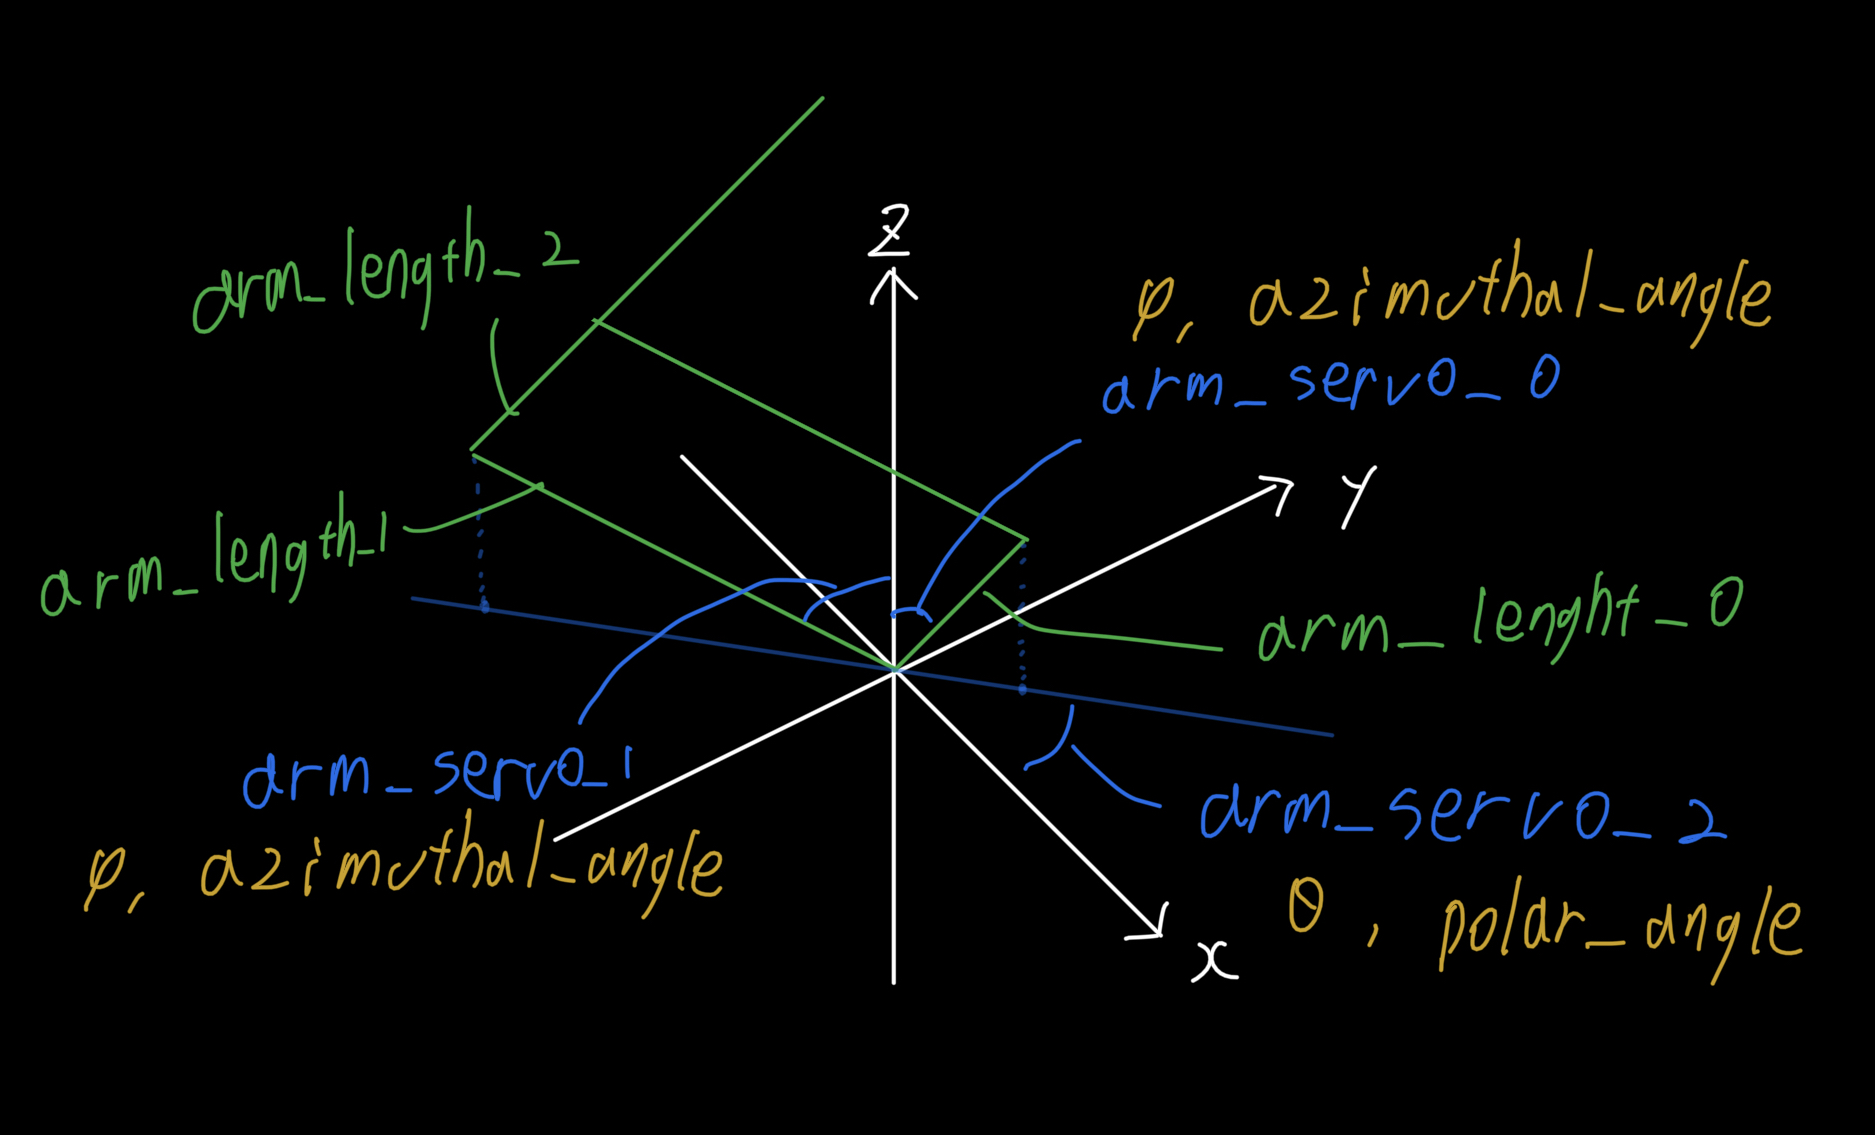 Z
arm_length_2
φ, azimuthal_angle
arm_servo_0
Y
arm_length_1
arm_lenght_0
arm_servo_1
φ, azimuthal_angle
arm_servo_2
θ, polar_angle
x